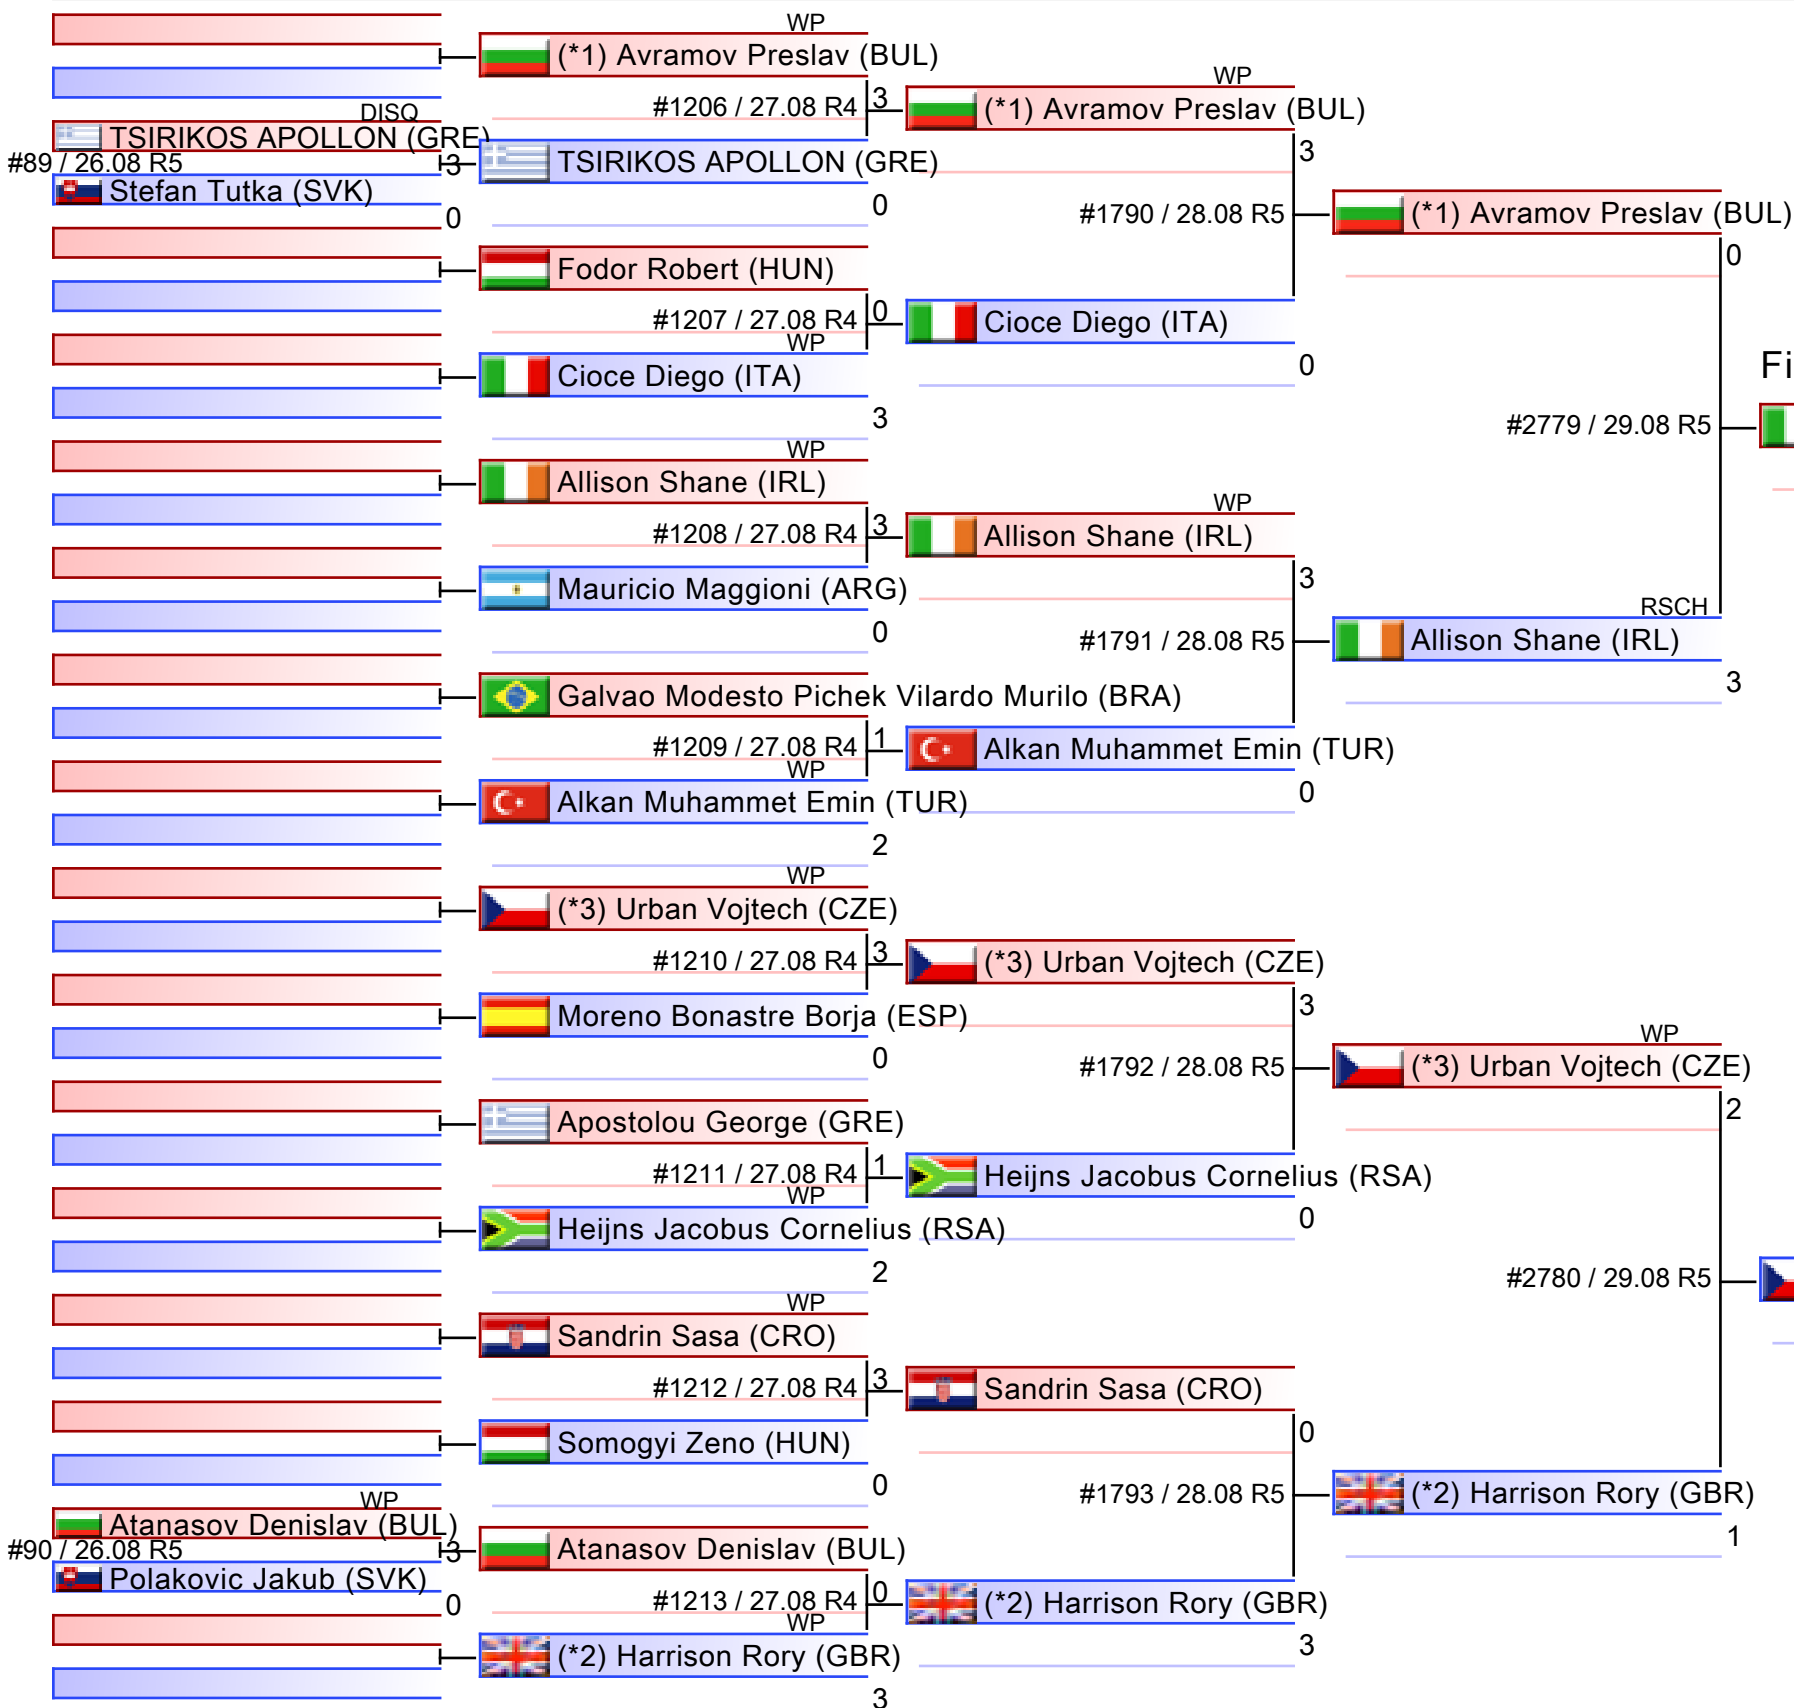 WP
(*1) Avramov Preslav (BUL)
#1206 / 27.08 R4
3
DISQ
TSIRIKOS APOLLON (GRE)
#89 / 26.08 R5
3
Stefan Tutka (SVK)
0
TSIRIKOS APOLLON (GRE)
0
Fodor Robert (HUN)
#1207 / 27.08 R4
0
WP
Cioce Diego (ITA)
3
WP
Allison Shane (IRL)
#1208 / 27.08 R4
3
Mauricio Maggioni (ARG)
0
Galvao Modesto Pichek Vilardo Murilo (BRA)
#1209 / 27.08 R4
1
WP
Alkan Muhammet Emin (TUR)
2
WP
(*3) Urban Vojtech (CZE)
#1210 / 27.08 R4
3
Moreno Bonastre Borja (ESP)
0
Apostolou George (GRE)
#1211 / 27.08 R4
1
WP
Heijns Jacobus Cornelius (RSA)
2
WP
Sandrin Sasa (CRO)
#1212 / 27.08 R4
3
Somogyi Zeno (HUN)
0
WP
Atanasov Denislav (BUL)
#90 / 26.08 R5
3
Polakovic Jakub (SVK)
0
Atanasov Denislav (BUL)
#1213 / 27.08 R4
0
WP
(*2) Harrison Rory (GBR)
3
WP
(*1) Avramov Preslav (BUL)
3
#1790 / 28.08 R5
Cioce Diego (ITA)
0
WP
Allison Shane (IRL)
3
#1791 / 28.08 R5
Alkan Muhammet Emin (TUR)
0
(*3) Urban Vojtech (CZE)
3
#1792 / 28.08 R5
Heijns Jacobus Cornelius (RSA)
0
Sandrin Sasa (CRO)
0
#1793 / 28.08 R5
(*2) Harrison Rory (GBR)
3
(*1) Avramov Preslav (BUL)
0
#2779 / 29.08 R5
RSCH
Allison Shane (IRL)
3
WP
(*3) Urban Vojtech (CZE)
2
#2780 / 29.08 R5
(*2) Harrison Rory (GBR)
1
Fi